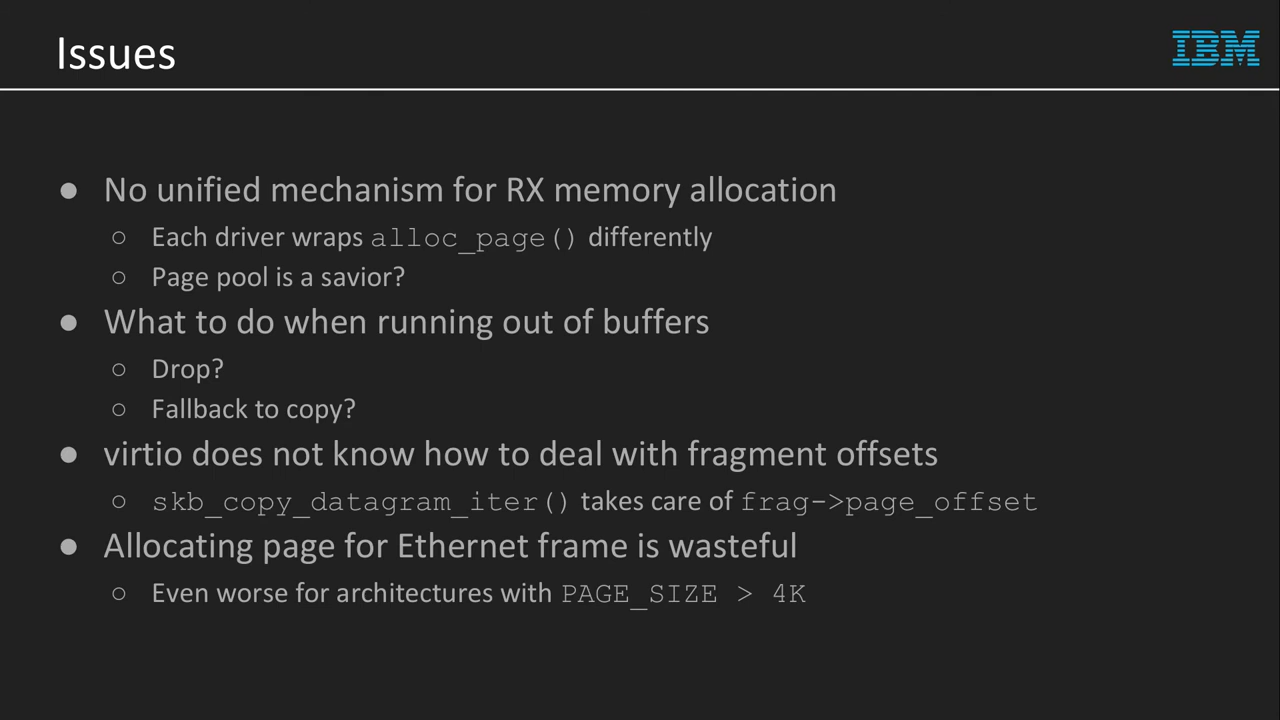 Issues
IBM
● No unified mechanism for RX memory allocation
○ Each driver wraps alloc_page() differently
○ Page pool is a savior?
● What to do when running out of buffers
○ Drop?
○ Fallback to copy?
● virtio does not know how to deal with fragment offsets
○ skb_copy_datagram_iter() takes care of frag->page_offset
● Allocating page for Ethernet frame is wasteful
○ Even worse for architectures with PAGE_SIZE > 4K